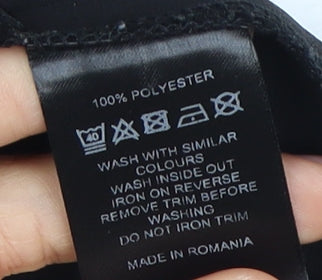 100% POLYESTER
40
WASH WITH SIMILAR
COLOURS
WASH INSIDE OUT
IRON ON REVERSE
REMOVE TRIM BEFORE
WASHING
DO NOT IRON TRIM
MADE IN ROMANIA